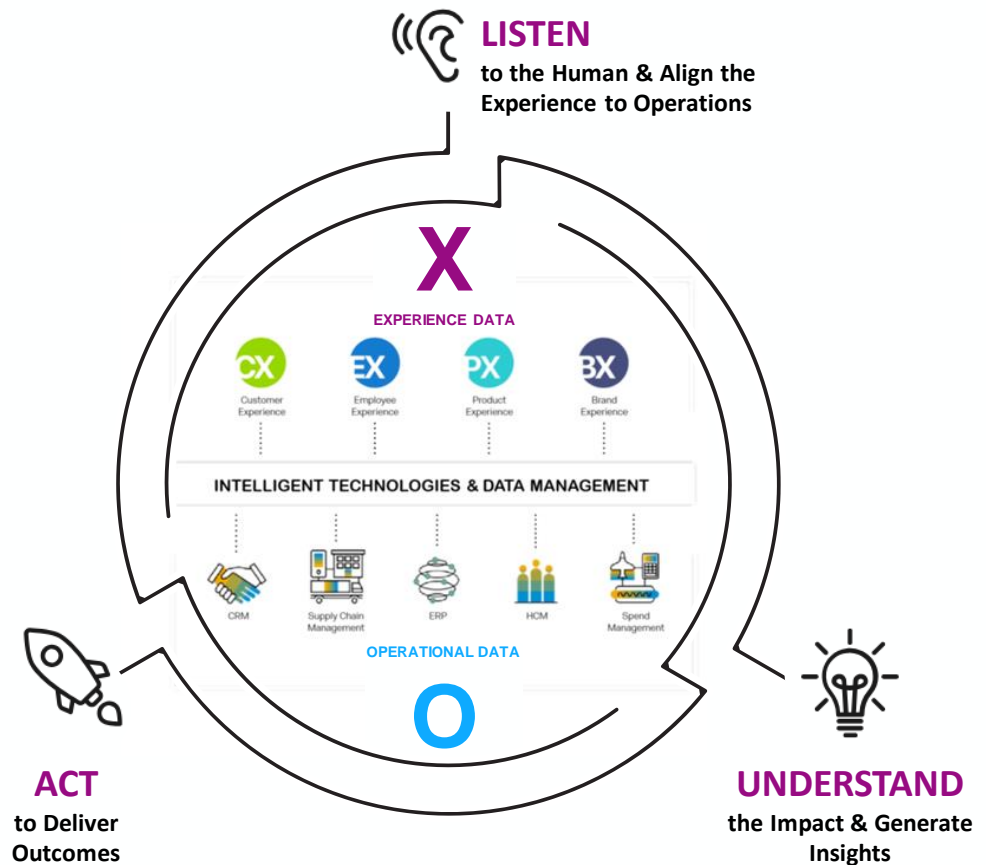 LISTEN
to the Human & Align the
Experience to Operations
X
EXPERIENCE DATA
CX
EX
PX
BX
Customer
Experience
Employee
Experience
Product
Experience
Brand
Experience
INTELLIGENT TECHNOLOGIES & DATA MANAGEMENT
CRM
Supply Chain
Management
ERP
HCM
Spend
Management
OPERATIONAL DATA
O
ACT
to Deliver
Outcomes
UNDERSTAND
the Impact & Generate
Insights